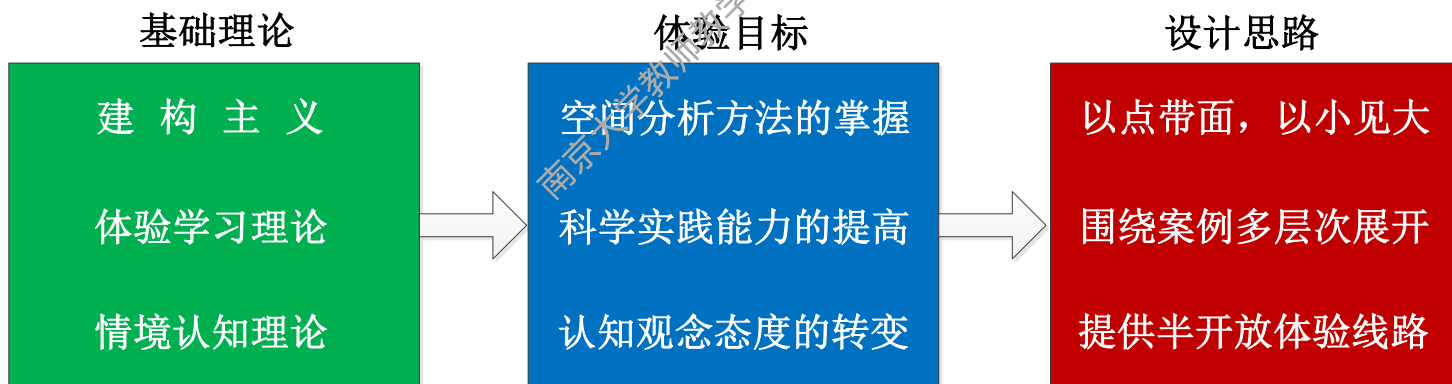 基础理论
建构主义
体验学习理论
情境认知理论
体验目标
空间分析方法的掌握
科学实践能力的提高
认知观念态度的转变
设计思路
以点带面，以小见大
围绕案例多层次展开
提供半开放体验线路
南京大学教师教学